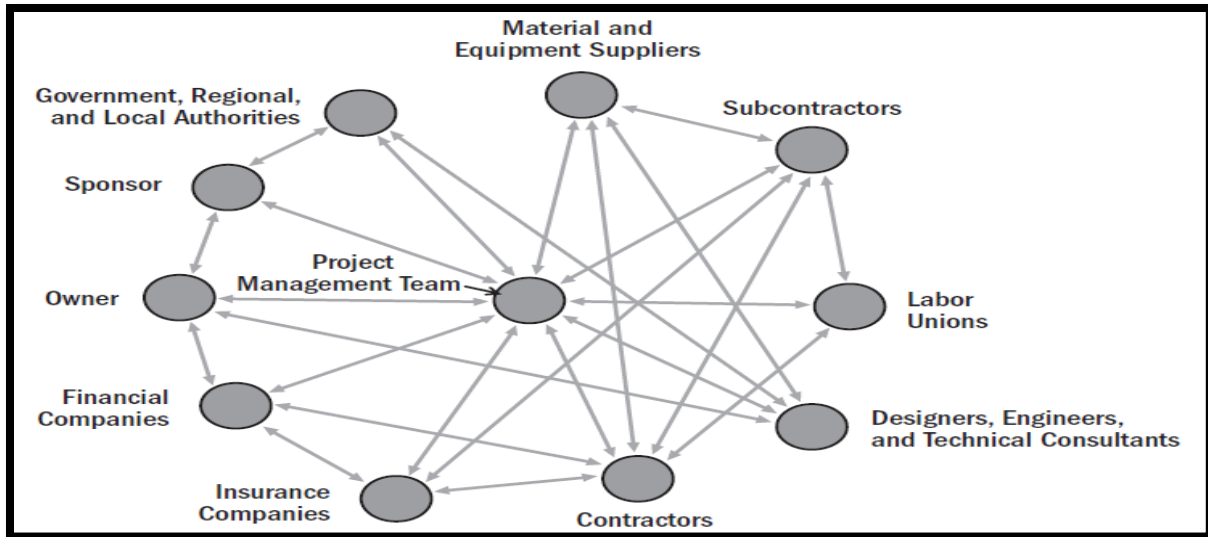 Material and
Equipment Suppliers
Government, Regional,
and Local Authorities
Subcontractors
Sponsor
Project
Management Team
Owner
Labor
Unions
Financial
Companies
Designers, Engineers,
and Technical Consultants
Insurance
Companies
Contractors